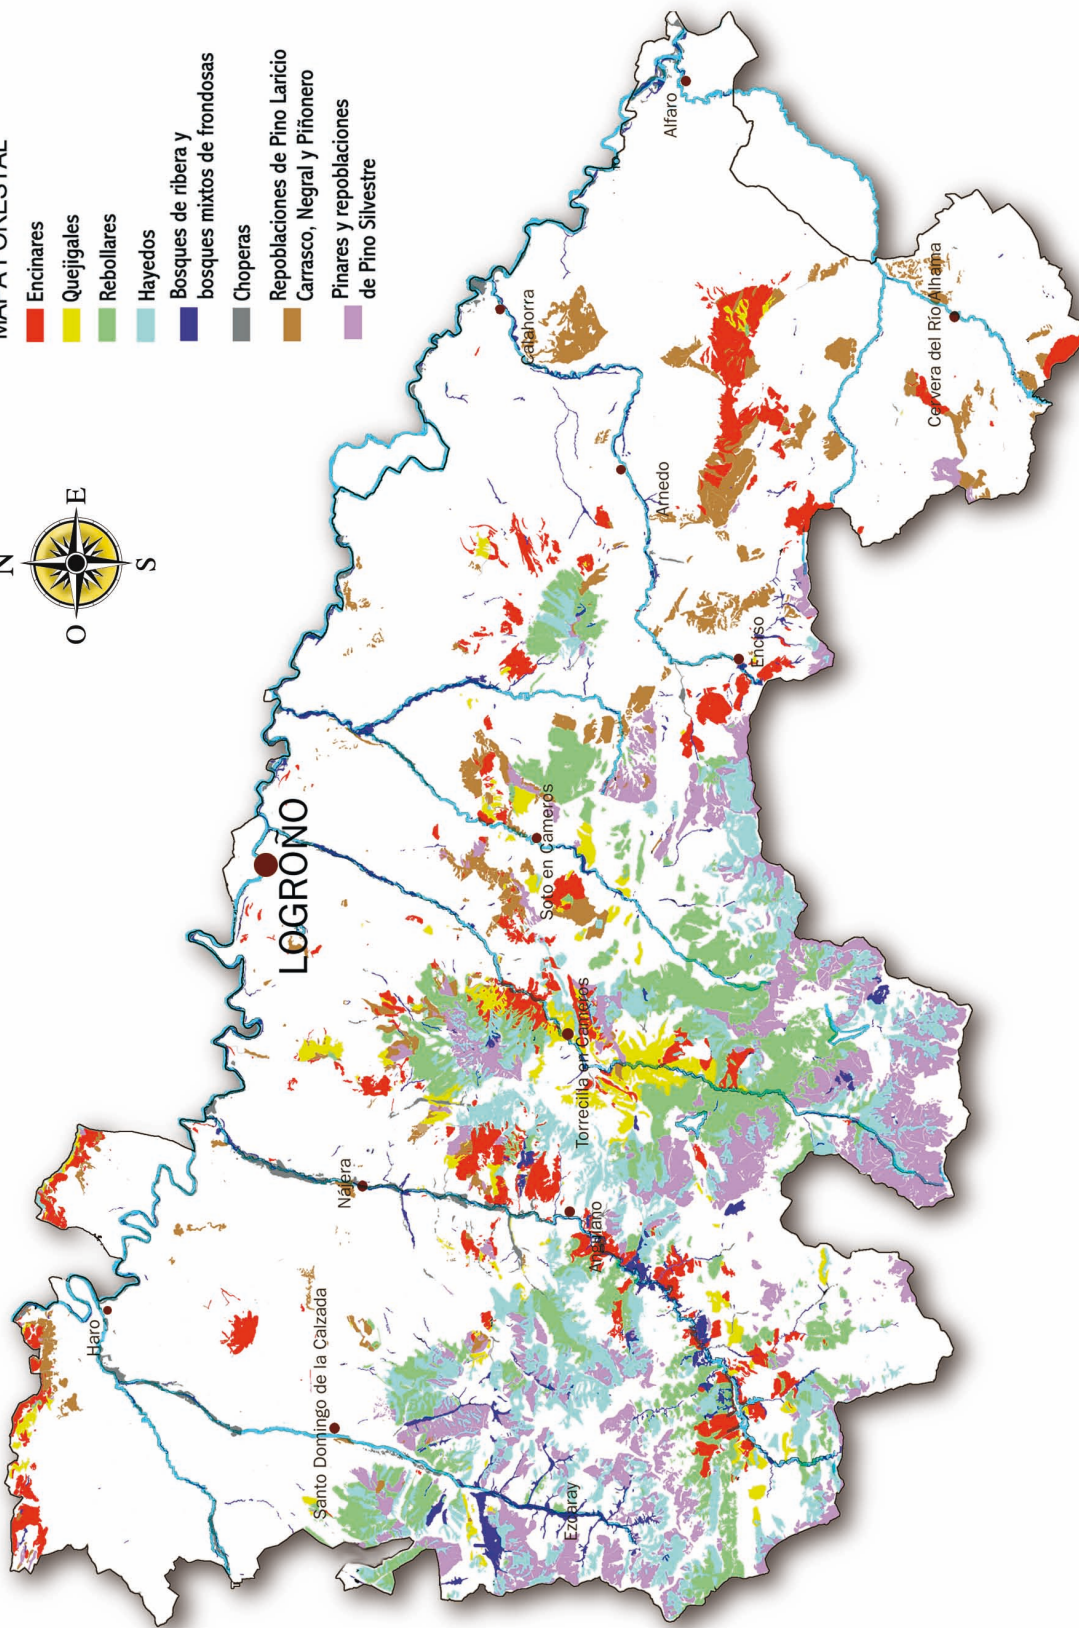 MAPA FORESTAL
Encinares
Quejigales
Rebollares
Hayedos
Bosques de ribera y
bosques mixtos de frondosas
Choperas
Repoblaciones de Pino Laricio
Carrasco, Negral y Piñonero
Pinares y repoblaciones
de Pino Silvestre
N
O
E
S
Haro
Santo Domingo de la Calzada
Ezcaray
Nájera
Anguiano
LOGROÑO
Torrecilla en Cameros
Soto en Cameros
Enciso
Arnedo
Calahorra
Alfaro
Cervera del Río Alhama